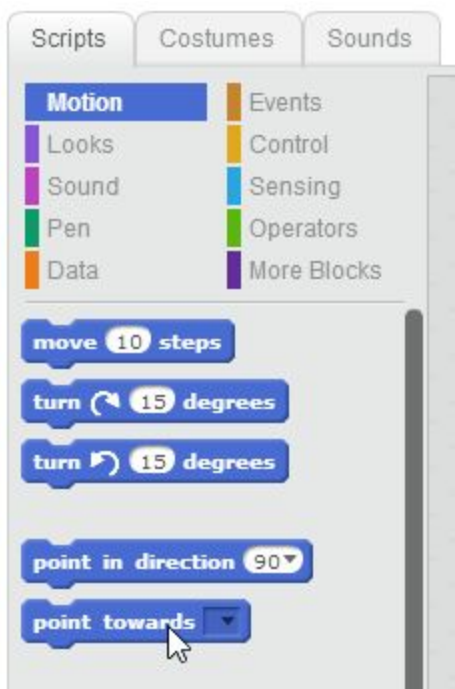 Scripts Costumes Sounds
Motion Events
Looks Control
Sound Sensing
Pen Operators
Data More Blocks
move 10 steps
turn 15 degrees
turn 15 degrees
point in direction 90
point towards